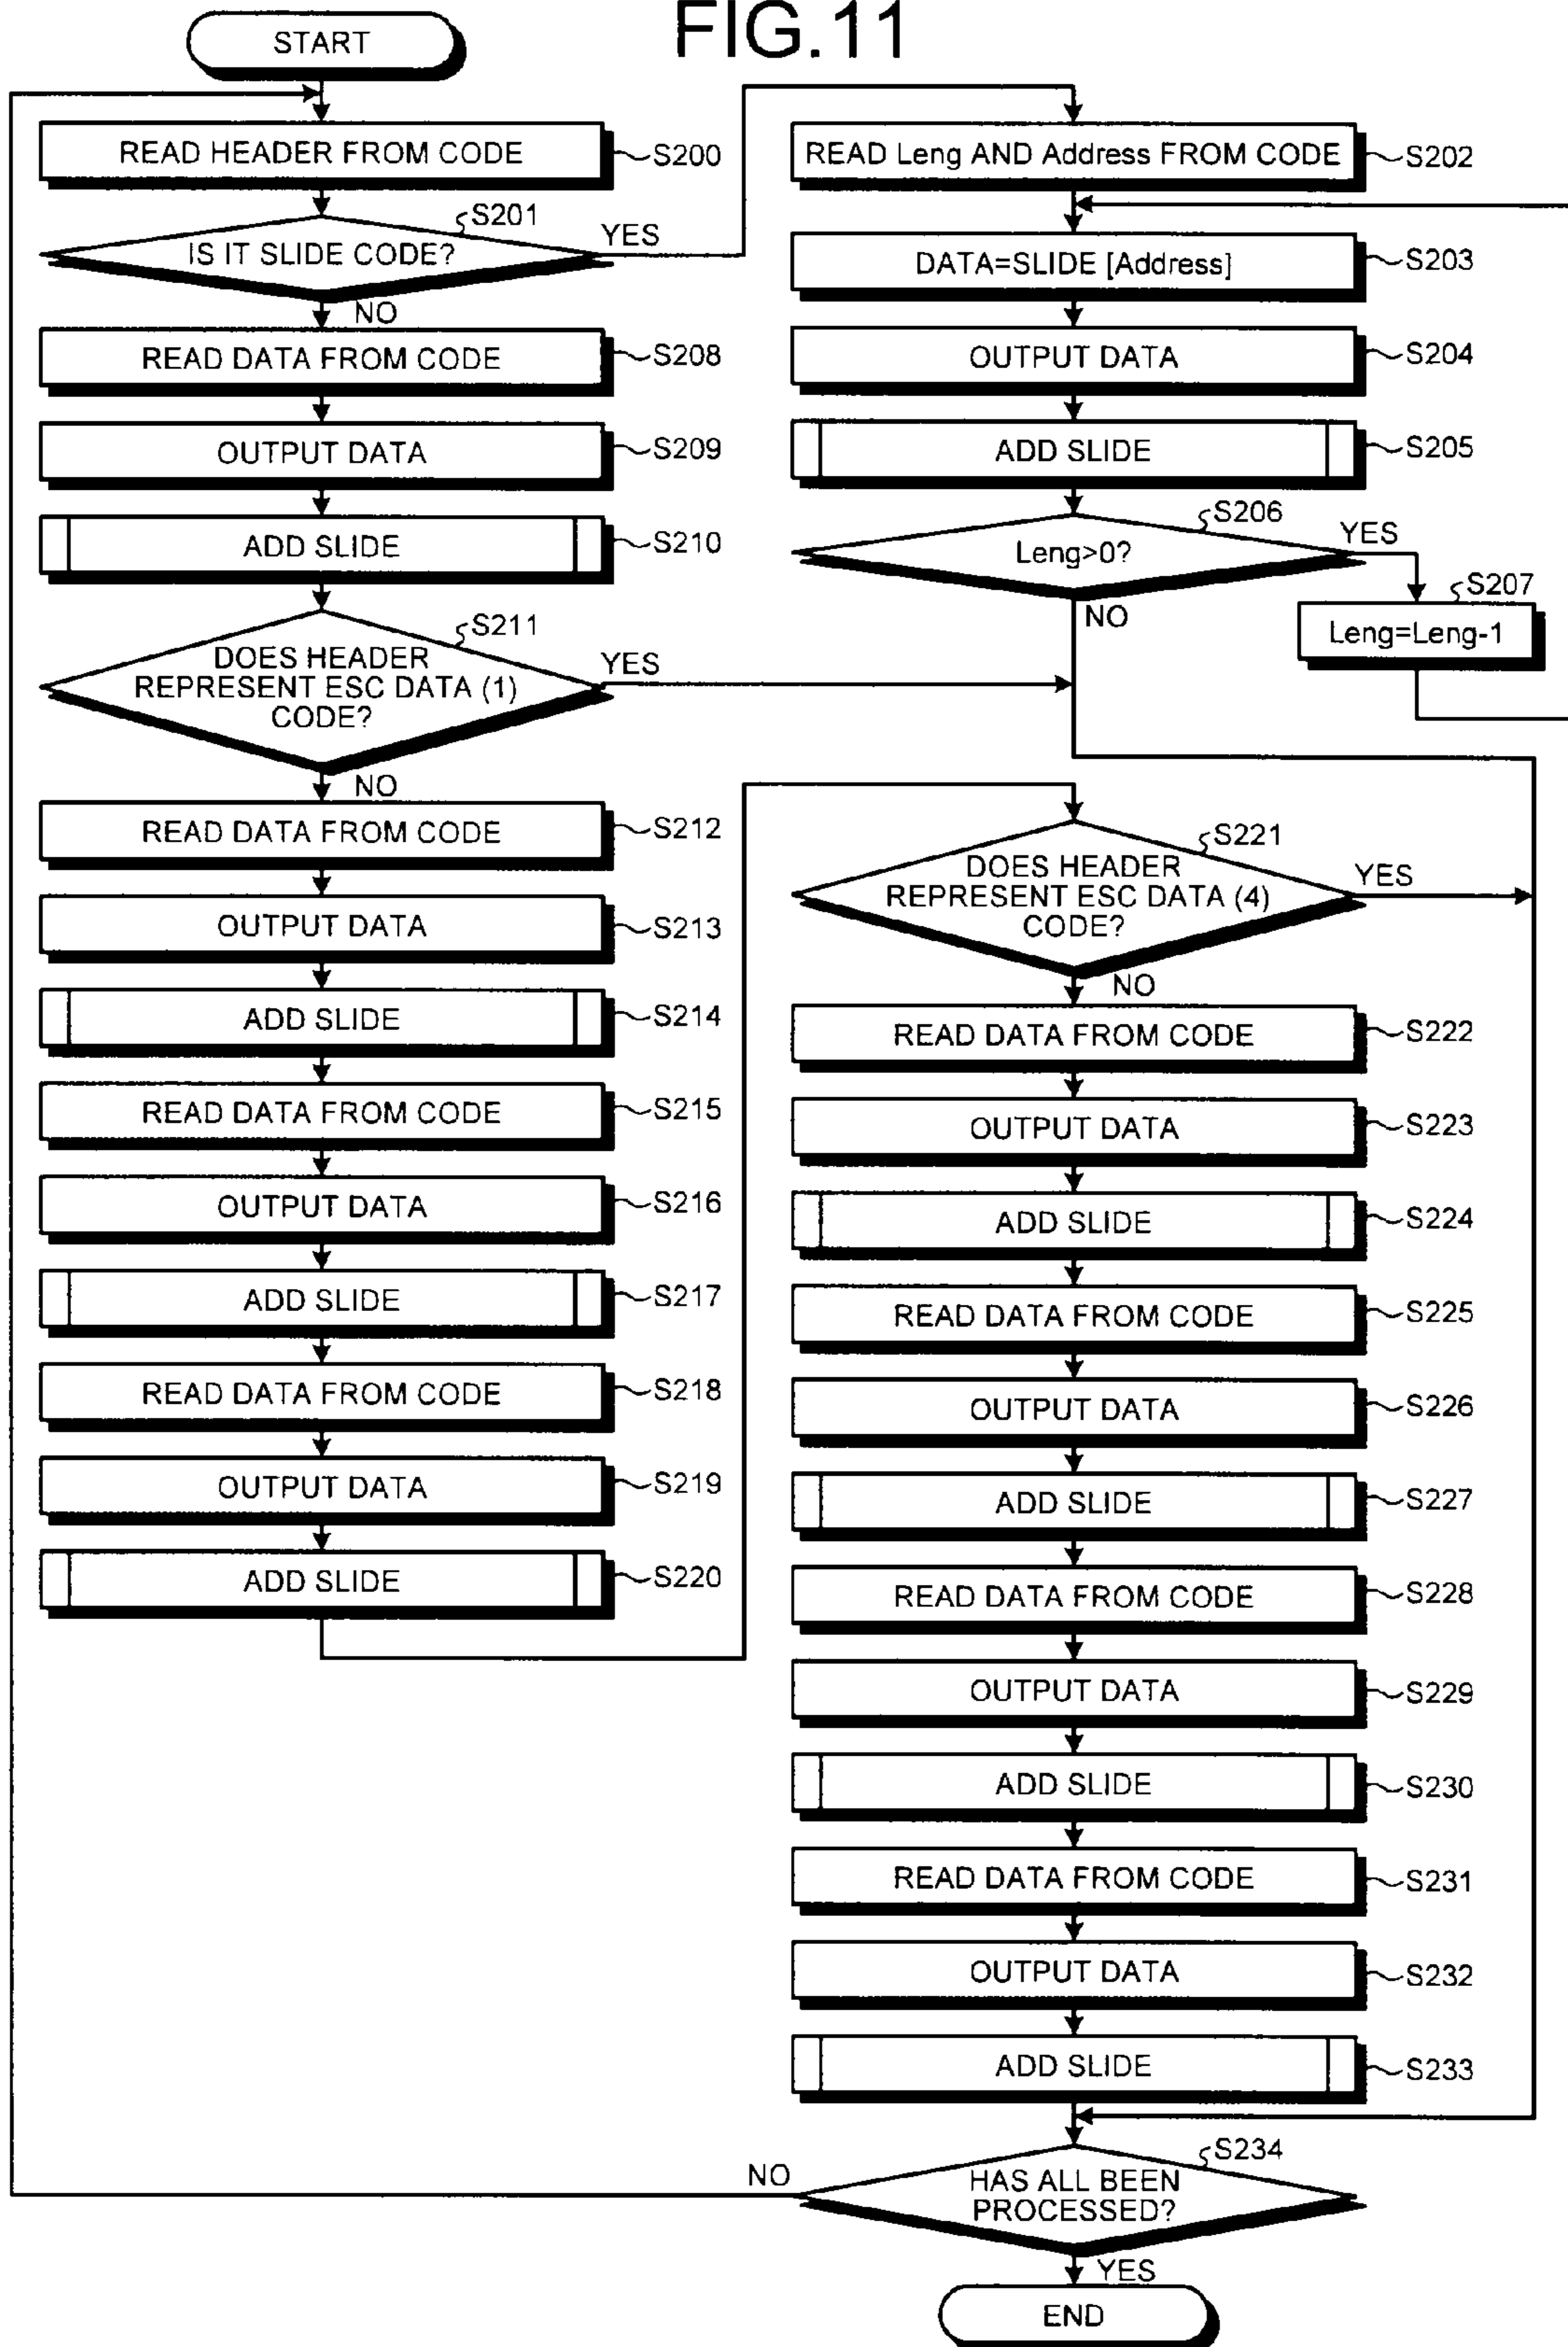 FIG.11
START
READ HEADER FROM CODE
S200
S201
IS IT SLIDE CODE?
YES
NO
READ Leng AND Address FROM CODE
S202
DATA=SLIDE [Address]
S203
OUTPUT DATA
S204
ADD SLIDE
S205
S206
Leng>0?
YES
NO
S207
Leng=Leng-1
READ DATA FROM CODE
S208
OUTPUT DATA
S209
ADD SLIDE
S210
S211
DOES HEADER
REPRESENT ESC DATA (1)
CODE?
YES
NO
READ DATA FROM CODE
S212
OUTPUT DATA
S213
ADD SLIDE
S214
READ DATA FROM CODE
S215
OUTPUT DATA
S216
ADD SLIDE
S217
READ DATA FROM CODE
S218
OUTPUT DATA
S219
ADD SLIDE
S220
S221
DOES HEADER
REPRESENT ESC DATA (4)
CODE?
YES
NO
READ DATA FROM CODE
S222
OUTPUT DATA
S223
ADD SLIDE
S224
READ DATA FROM CODE
S225
OUTPUT DATA
S226
ADD SLIDE
S227
READ DATA FROM CODE
S228
OUTPUT DATA
S229
ADD SLIDE
S230
READ DATA FROM CODE
S231
OUTPUT DATA
S232
ADD SLIDE
S233
S234
HAS ALL BEEN
PROCESSED?
NO
YES
END